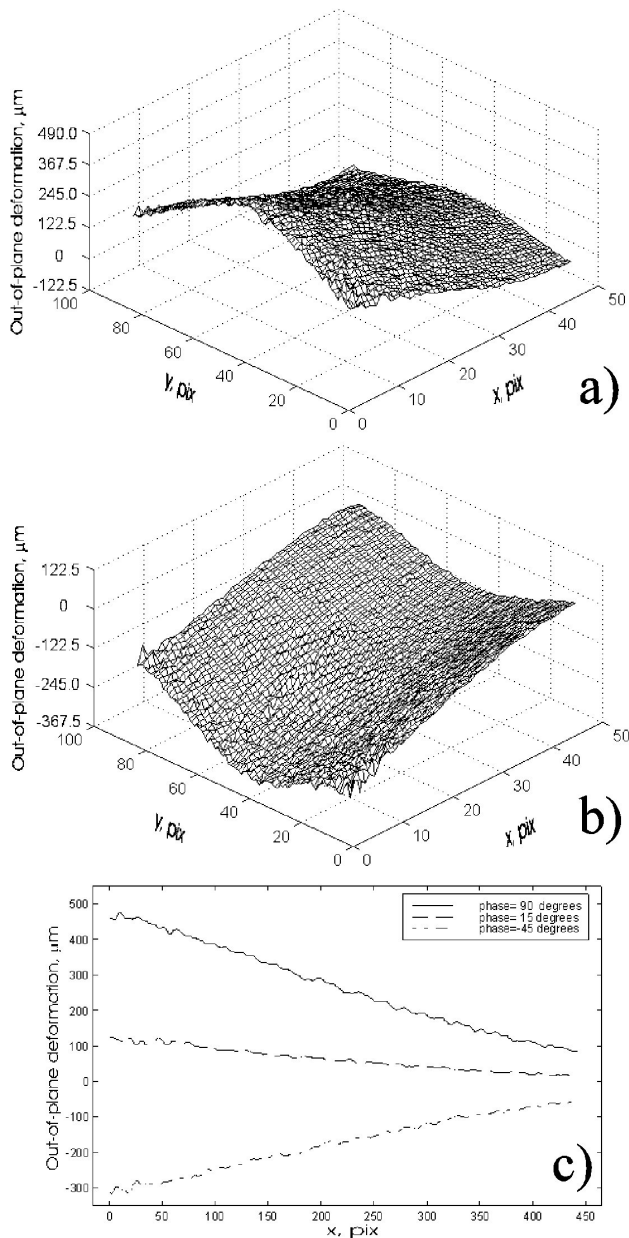 Out-of-plane deformation, μm
490.0
367.5
245.0
122.5
0
-122.5
100
80
60
40
20
0
y, pix
0
10
20
30
40
50
x, pix
a)
Out-of-plane deformation, μm
122.5
0
-122.5
-245.0
-367.5
100
80
60
40
20
0
y, pix
0
10
20
30
40
50
x, pix
b)
Out-of-plane deformation, μm
500
400
300
200
100
0
-100
-200
-300
phase= 90 degrees
phase= 15 degrees
phase=-45 degrees
0 50 100 150 200 250 300 350 400 450
x, pix
c)